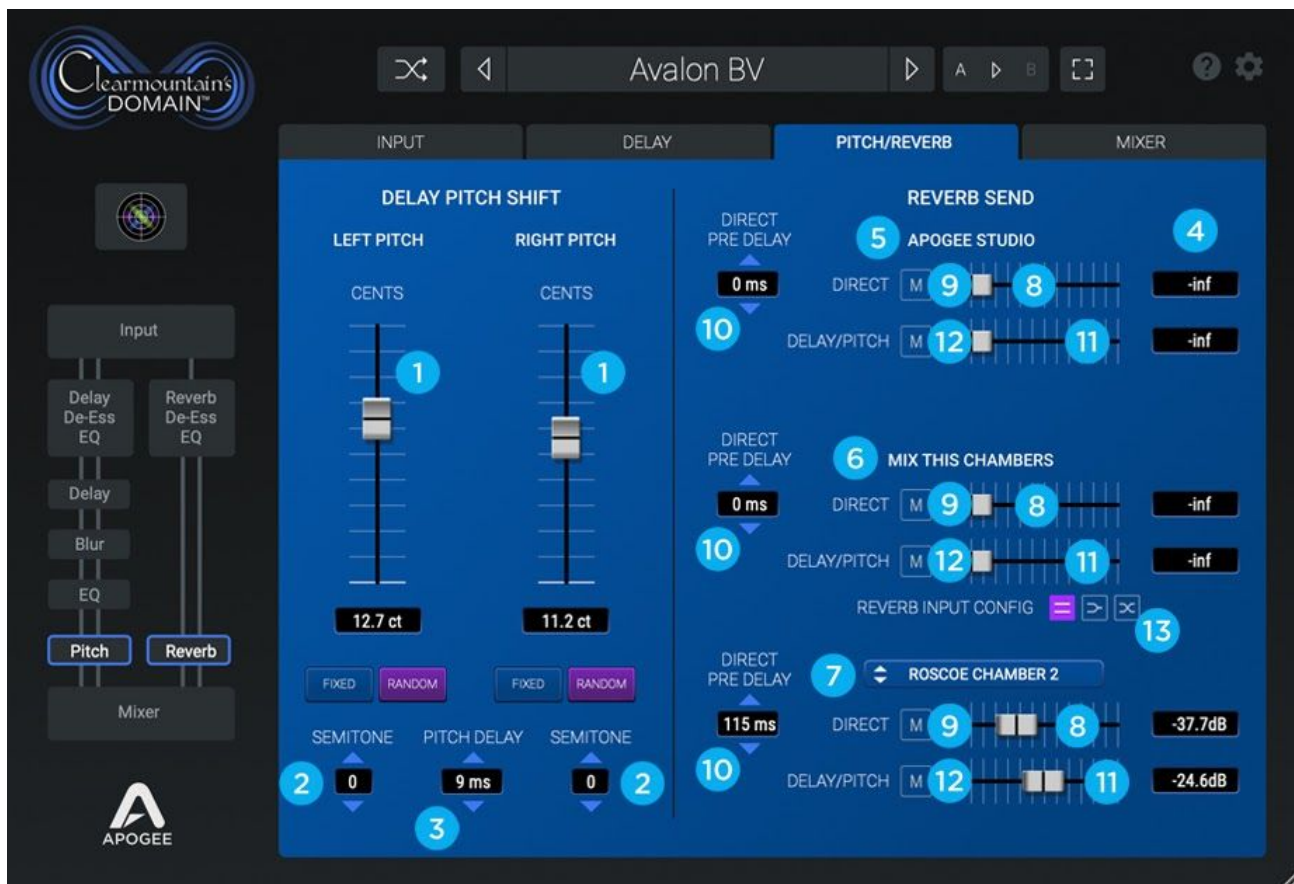 Clearmountain's
DOMAIN™
Avalon BV
A B
?
INPUT DELAY PITCH/REVERB MIXER
Input
Delay
De-Ess
EQ
Reverb
De-Ess
EQ
Delay
Blur
EQ
Pitch Reverb
Mixer
APOGEE
DELAY PITCH SHIFT
LEFT PITCH RIGHT PITCH
CENTS CENTS
1 1
12.7 ct 11.2 ct
FIXED RANDOM FIXED RANDOM
SEMITONE PITCH DELAY SEMITONE
2 0 9 ms 0 2
3
REVERB SEND
DIRECT
PRE DELAY
5 APOGEE STUDIO 4
0 ms DIRECT M 9 8 -inf
10 DELAY/PITCH M 12 11 -inf
DIRECT
PRE DELAY
6 MIX THIS CHAMBERS
0 ms DIRECT M 9 8 -inf
10 DELAY/PITCH M 12 11 -inf
REVERB INPUT CONFIG
13
DIRECT
PRE DELAY
7 ROSCOE CHAMBER 2
115 ms DIRECT M 9 8 -37.7dB
10 DELAY/PITCH M 12 11 -24.6dB